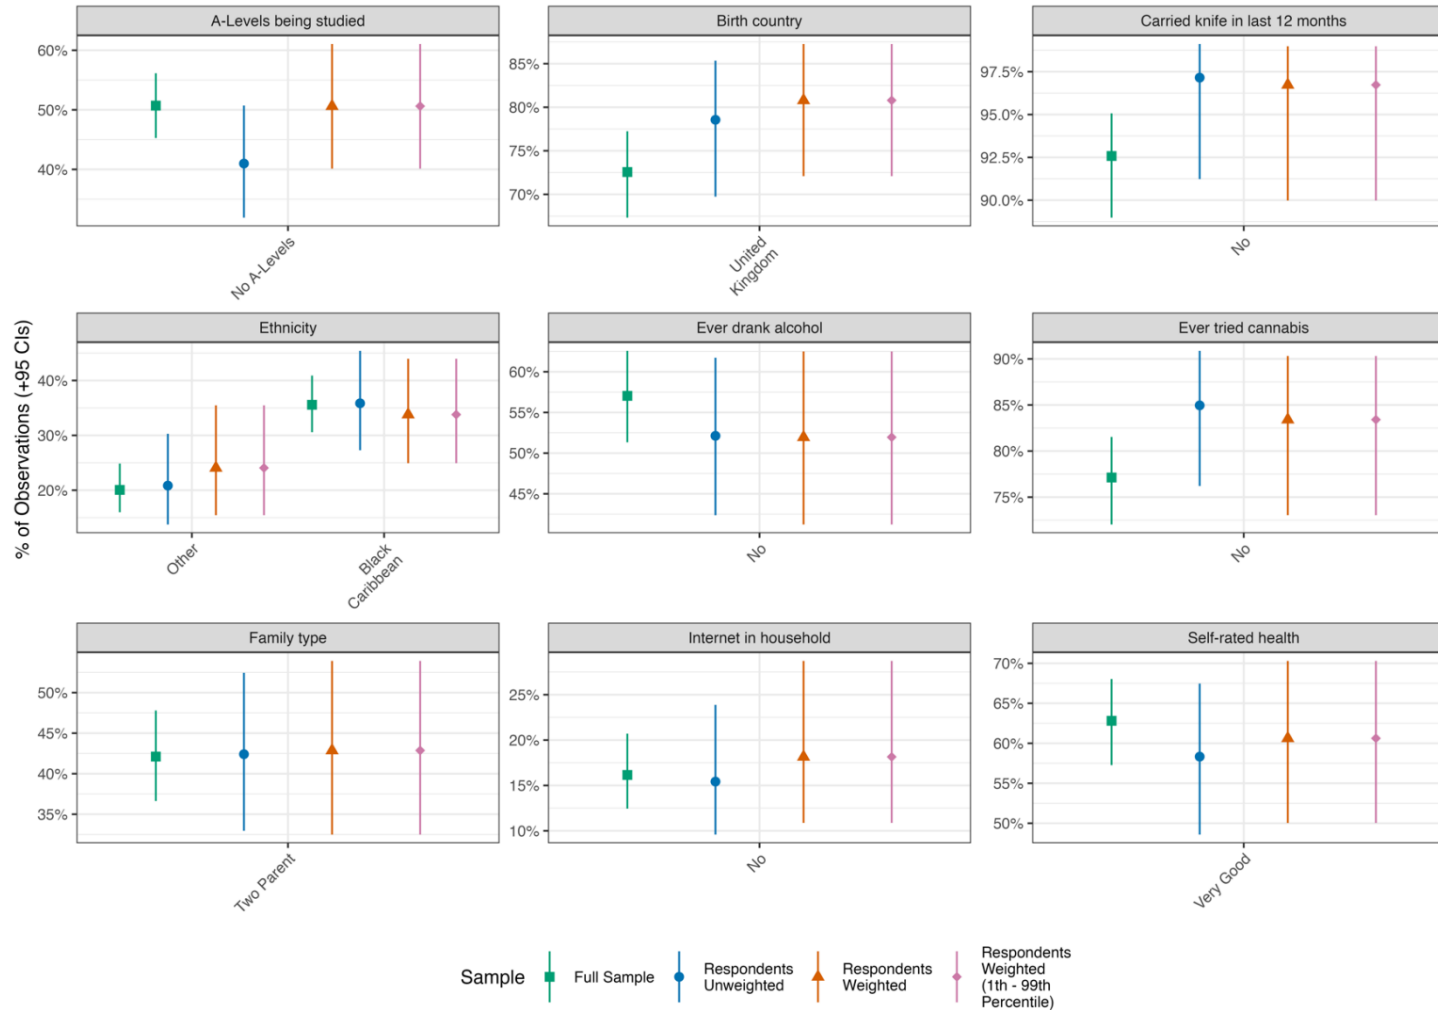 A-Levels being studied
60%
50%
40%
No A-Levels
Birth country
85%
80%
75%
70%
United
Kingdom
Carried knife in last 12 months
97.5%
95.0%
92.5%
90.0%
No
% of Observations (+95 CIs)
Ethnicity
40%
30%
20%
Other
Black
Caribbean
Ever drank alcohol
60%
55%
50%
45%
No
Ever tried cannabis
90%
85%
80%
75%
No
Family type
50%
45%
40%
35%
Two Parent
Internet in household
25%
20%
15%
10%
No
Self-rated health
70%
65%
60%
55%
50%
Very Good
Sample
Full Sample
Respondents
Unweighted
Respondents
Weighted
Respondents
Weighted
(1th - 99th
Percentile)